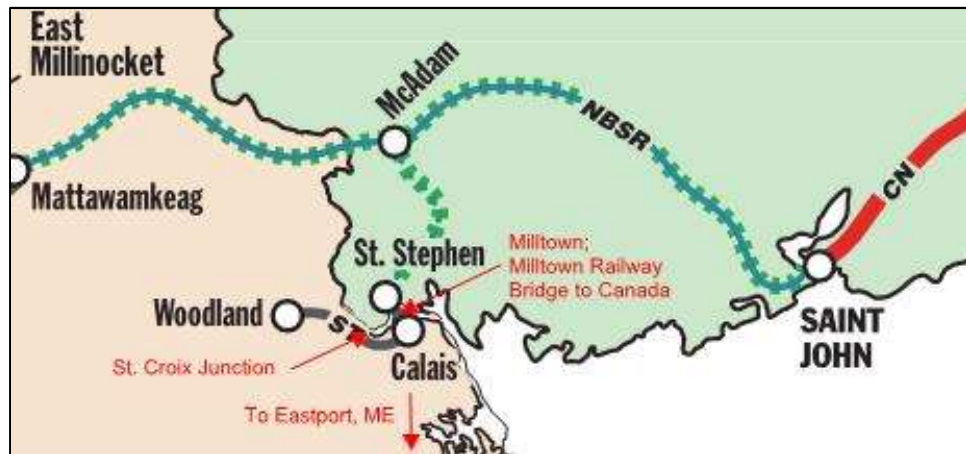 East
Millinocket
McAdam
NBSR
CN
Mattawamkeag
St. Stephen
Milltown;
Milltown Railway
Bridge to Canada
Woodland
ST
SAINT
JOHN
St. Croix Junction
Calais
To Eastport, ME